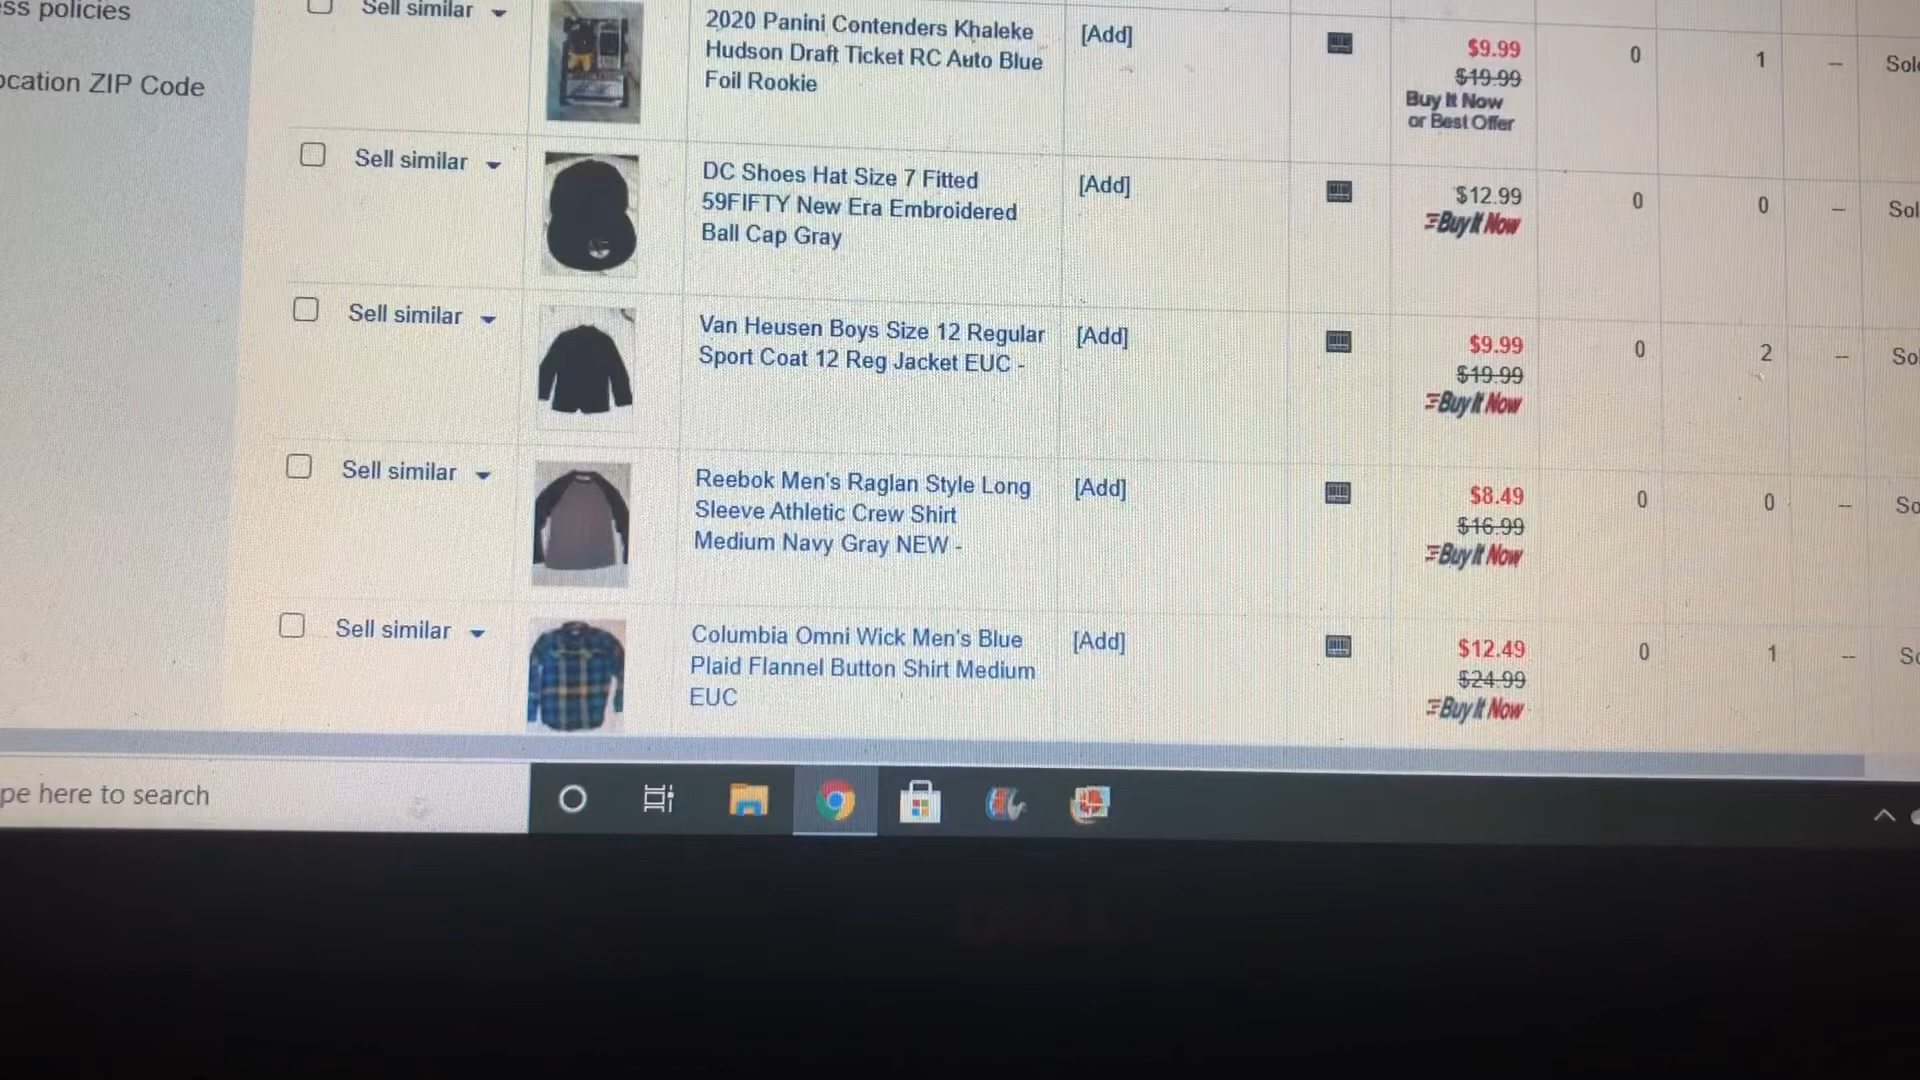 ss policies
ocation ZIP Code
Sell similar
2020 Panini Contenders Khaleke
Hudson Draft Ticket RC Auto Blue
Foil Rookie
[Add]
$9.99
$19.99
Buy It Now
or Best Offer
0
1
--
Sol
Sell similar
DC Shoes Hat Size 7 Fitted
59FIFTY New Era Embroidered
Ball Cap Gray
[Add]
$12.99
Buy It Now
0
0
--
Sol
Sell similar
Van Heusen Boys Size 12 Regular
Sport Coat 12 Reg Jacket EUC -
[Add]
$9.99
$19.99
Buy It Now
0
2
--
So
Sell similar
Reebok Men's Raglan Style Long
Sleeve Athletic Crew Shirt
Medium Navy Gray NEW -
[Add]
$8.49
$16.99
Buy It Now
0
0
--
So
Sell similar
Columbia Omni Wick Men's Blue
Plaid Flannel Button Shirt Medium
EUC
[Add]
$12.49
$24.99
Buy It Now
0
1
--
So
pe here to search